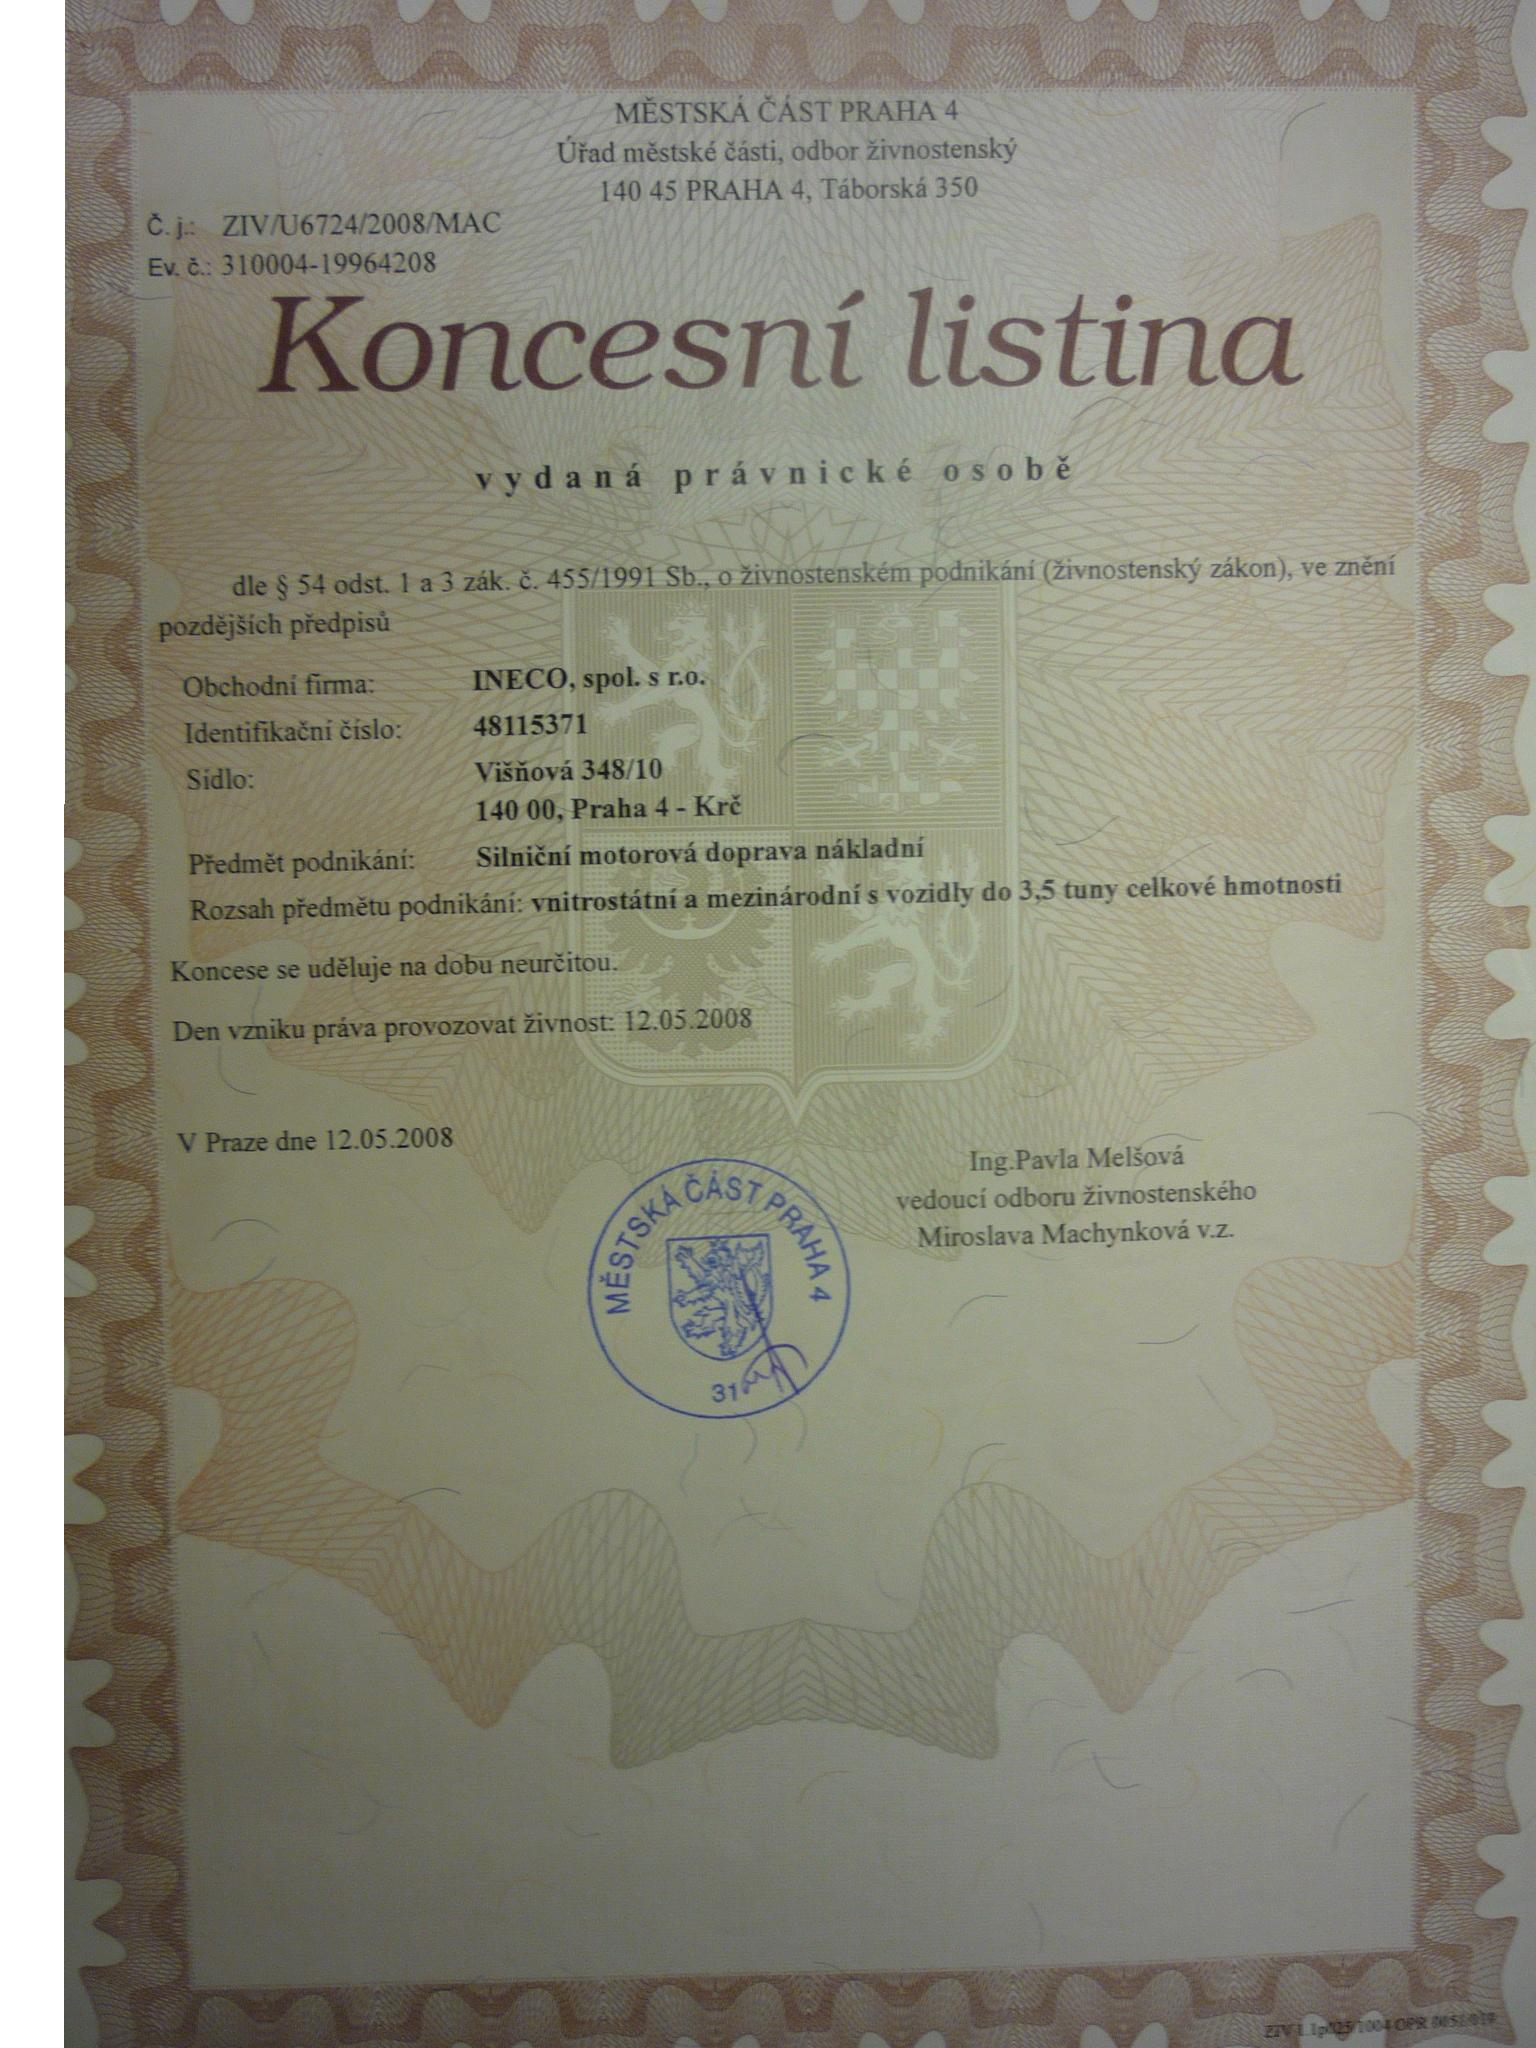 MĚSTSKÁ ČÁST PRAHA 4
Úřad městské části, odbor živnostenský
140 45 PRAHA 4, Táborská 350
Č. j.: ZIV/U6724/2008/MAC
Ev. č.: 310004-19964208
Koncesní listina
vydaná právnické osobě
dle § 54 odst. 1 a 3 zák. č. 455/1991 Sb., o živnostenském podnikání (živnostenský zákon), ve znění
pozdějších předpisů
Obchodní firma: INECO, spol. s r.o.
Identifikační číslo: 48115371
Sídlo: Višňová 348/10
140 00, Praha 4 - Krč
Předmět podnikání: Silniční motorová doprava nákladní
Rozsah předmětu podnikání: vnitrostátní a mezinárodní s vozidly do 3,5 tuny celkové hmotnosti
Koncese se uděluje na dobu neurčitou.
Den vzniku práva provozovat živnost: 12.05.2008
V Praze dne 12.05.2008
Ing.Pavla Melšová
vedoucí odboru živnostenského
Miroslava Machynková v.z.
MĚSTSKÁ ČÁST PRAHA 4
31